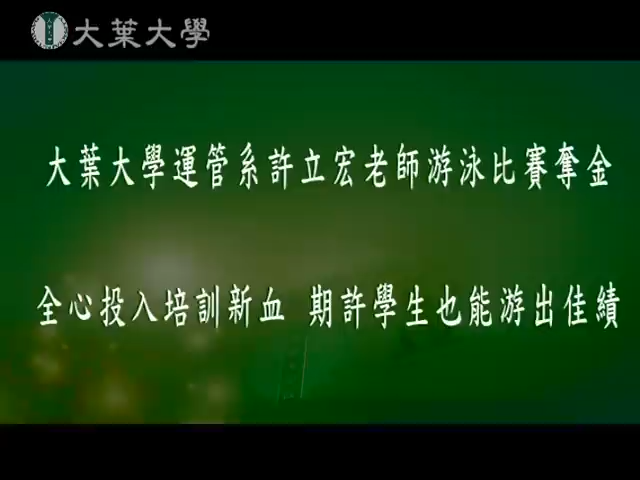 大葉大學
大葉大學運管系許立宏老師游泳比賽奪金
全心投入培訓新血 期許學生也能游出佳績